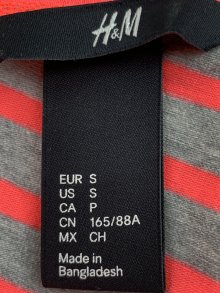 H&M
EUR S
US S
CA P
CN 165/88A
MX CH
Made in
Bangladesh